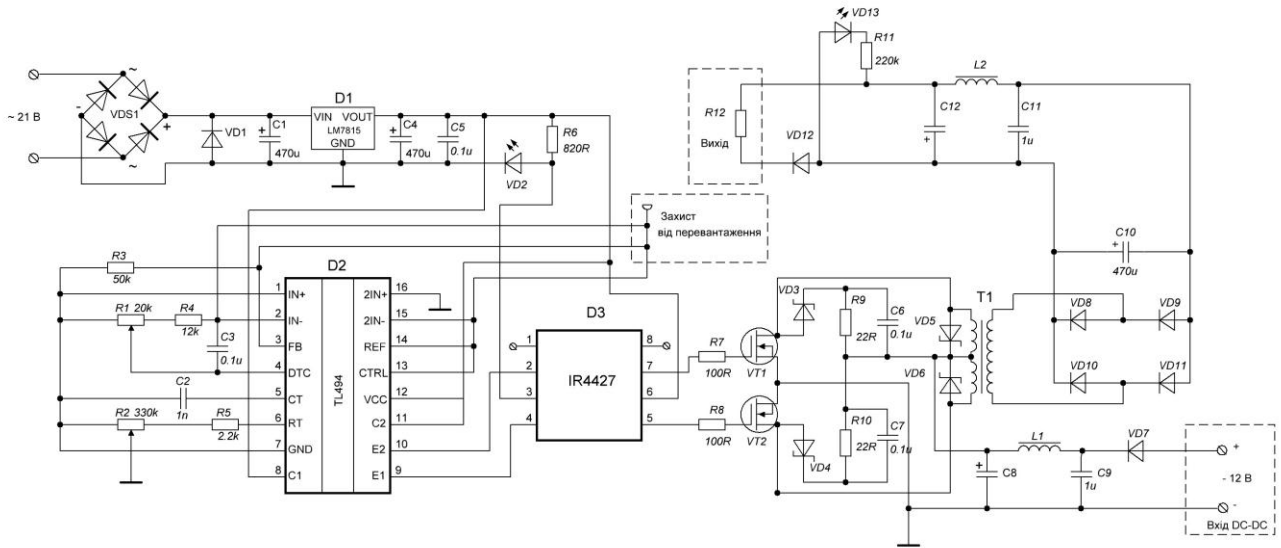 VD13
R11
220k
L2
~
VDS1
-
+
~
~ 21 В
D1
VIN VOUT
LM7815
GND
VD1
+ C1
470u
+ C4
470u
C5
0.1u
R6
820R
VD2
R12
Вихід
VD12
C12
+
C11
1u
Захист
від перевантаження
C10
+
470u
R3
50k
R1 20k
R4
12k
C3
0.1u
C2
1n
R2 330k
R5
2.2k
D2
TL494
1 IN+
2 IN-
3 FB
4 DTC
5 CT
6 RT
7 GND
8 C1
2IN+ 16
2IN- 15
REF 14
CTRL 13
VCC 12
C2 11
E2 10
E1 9
D3
IR4427
1
2
3
4
8
7
6
5
R7
100R
R8
100R
VT1
VT2
VD3
VD4
R9
22R
C6
0.1u
R10
22R
C7
0.1u
VD5
VD6
T1
VD8
VD9
VD10
VD11
L1
VD7
+ C8
C9
1u
+
- 12 В
-
Вхід DC-DC